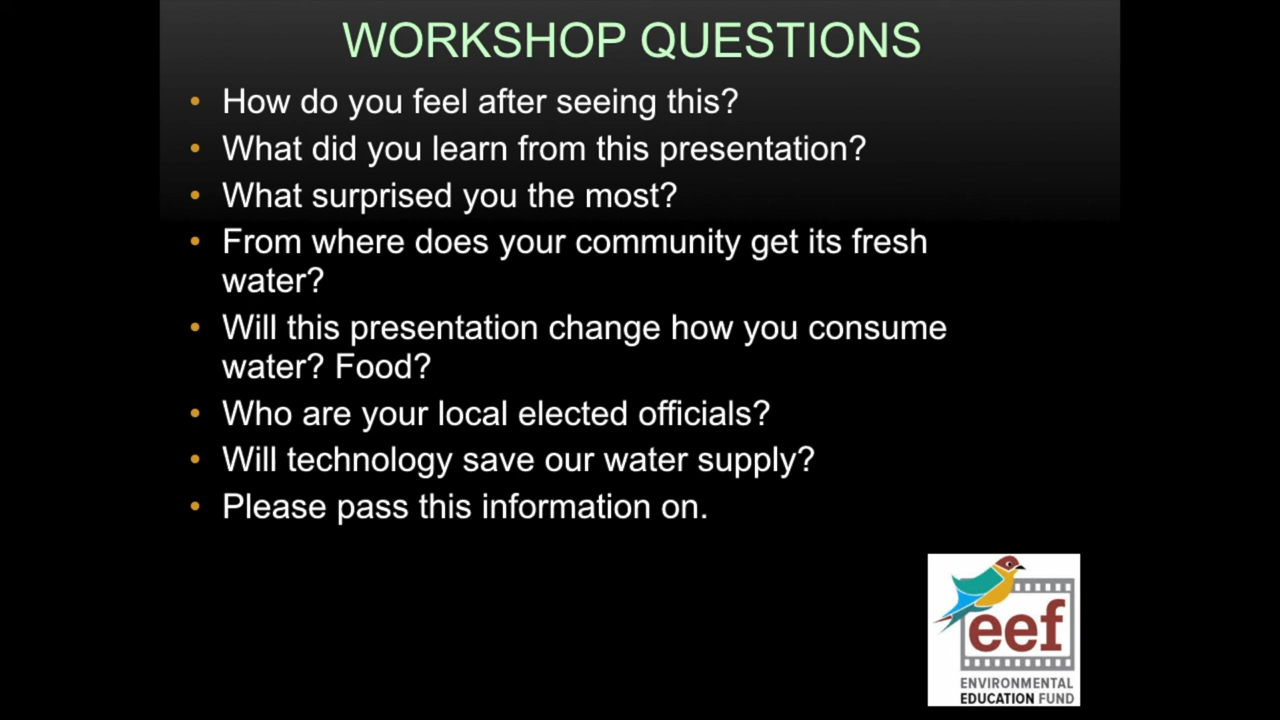 WORKSHOP QUESTIONS
• How do you feel after seeing this?
• What did you learn from this presentation?
• What surprised you the most?
• From where does your community get its fresh
water?
• Will this presentation change how you consume
water? Food?
• Who are your local elected officials?
• Will technology save our water supply?
• Please pass this information on.
eef
ENVIRONMENTAL
EDUCATION FUND